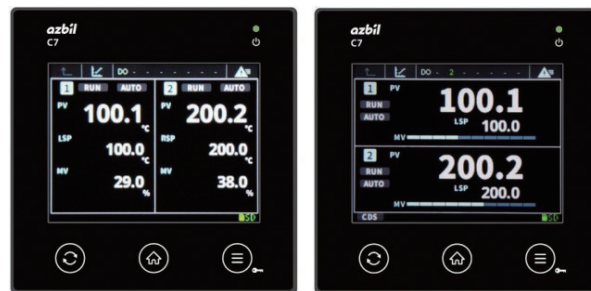 azbil
C7
DO - - - - - - - -
1 RUN AUTO
PV 100.1 °C
LSP 100.0 °C
MV 29.0 %
2 RUN AUTO
PV 200.2 °C
RSP 200.0 °C
MV 38.0 %
SD
azbil
C7
DO - 2 - - - - - -
1 PV 100.1
RUN
AUTO
LSP 100.0
MV
2 PV 200.2
RUN
AUTO
LSP 200.0
MV
CDS SD